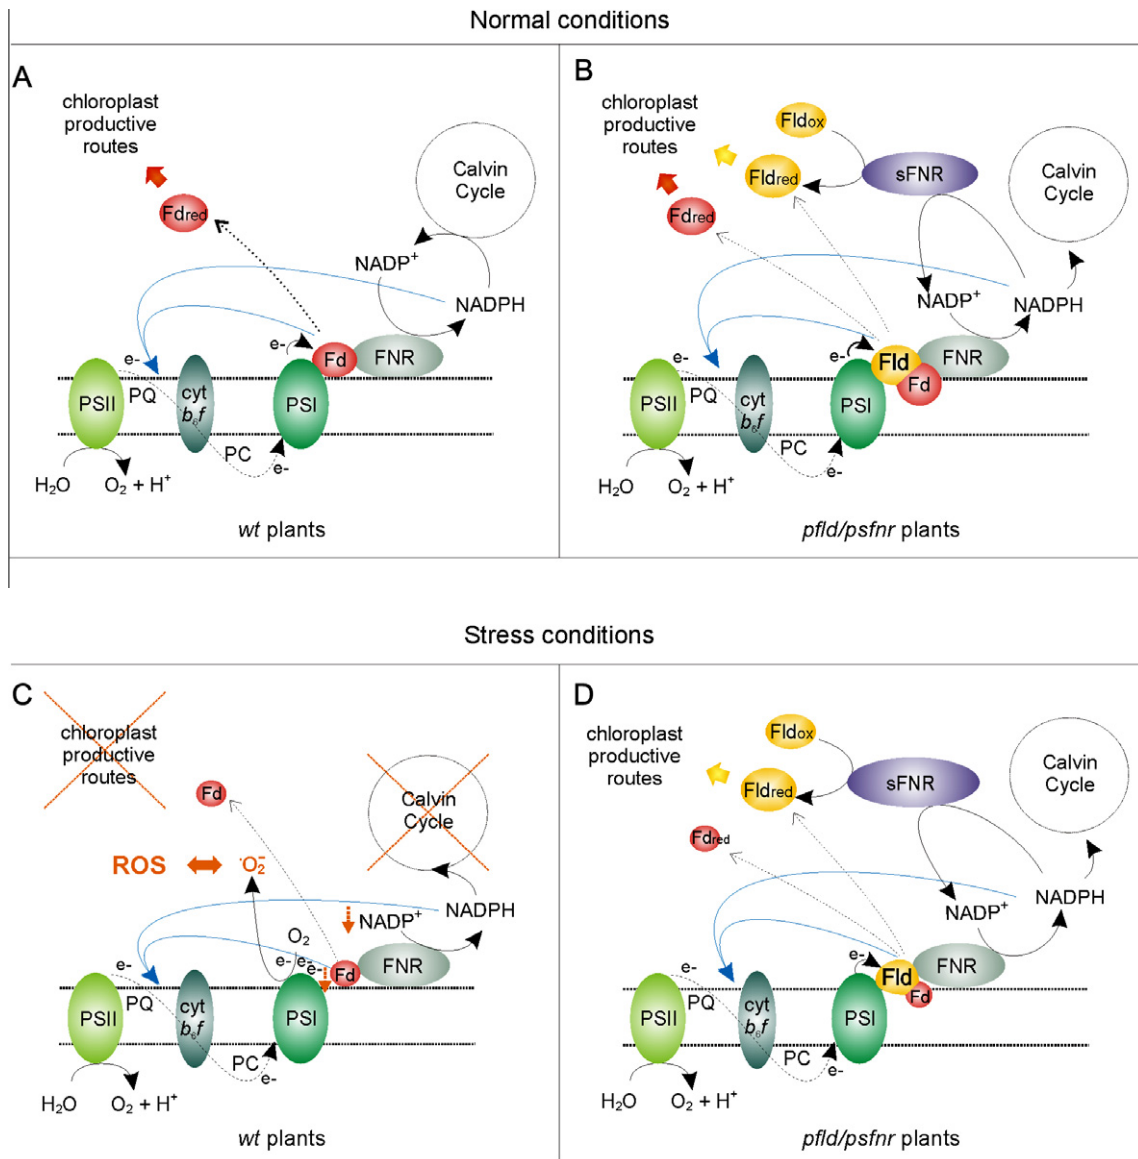 Normal conditions
A
chloroplast
productive
routes
Calvin
Cycle
Fdred
NADP⁺
NADPH
e-
e-
Fd
FNR
PSII
PQ
cyt
b₆f
PSI
PC
e-
H₂O
O₂ + H⁺
wt plants
B
chloroplast
productive
routes
Fldox
Fldred
sFNR
Calvin
Cycle
Fdred
NADP⁺
NADPH
e-
e-
Fld
Fd
FNR
PSII
PQ
cyt
b₆f
PSI
PC
e-
H₂O
O₂ + H⁺
pfld/psfnr plants
Stress conditions
C
chloroplast
productive
routes
Fd
Calvin
Cycle
ROS
·O₂⁻
NADP⁺
NADPH
O₂
e-
e-
e-
e-
Fd
FNR
PSII
PQ
cyt
b₆f
PSI
PC
e-
H₂O
O₂ + H⁺
wt plants
D
chloroplast
productive
routes
Fldox
Fldred
sFNR
Calvin
Cycle
Fdred
NADP⁺
NADPH
e-
e-
Fld
Fd
FNR
PSII
PQ
cyt
b₆f
PSI
PC
e-
H₂O
O₂ + H⁺
pfld/psfnr plants